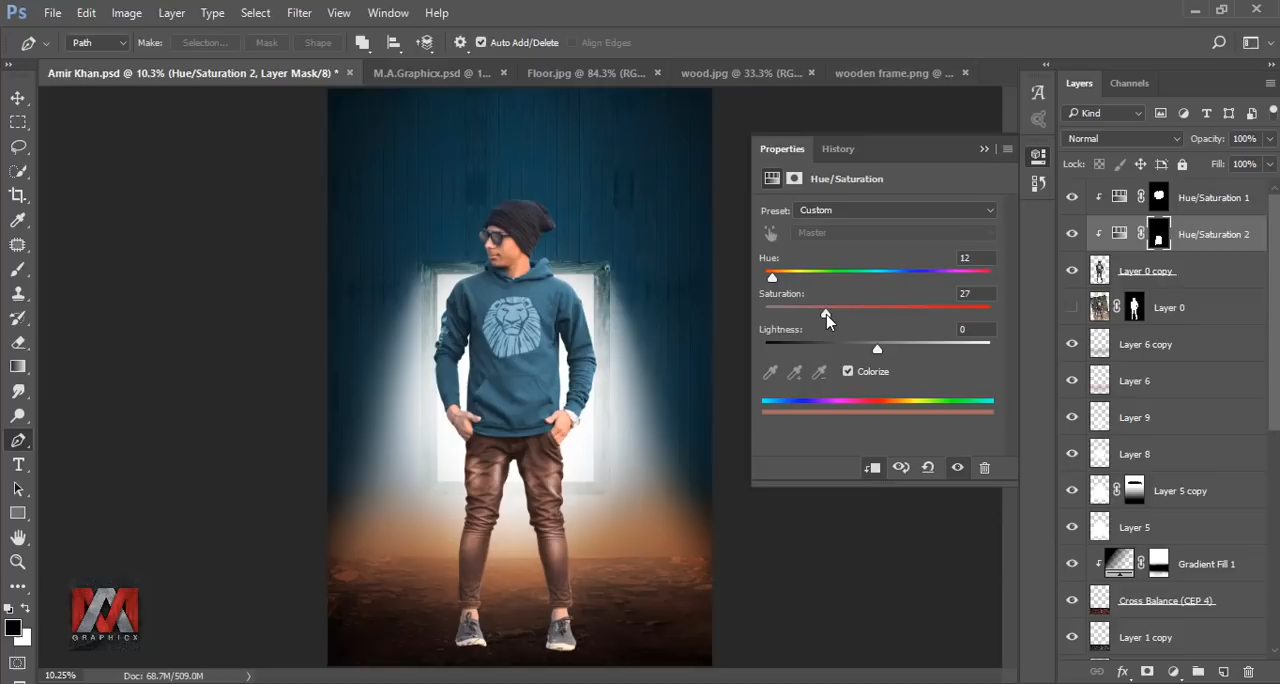 Ps File Edit Image Layer Type Select Filter View Window Help
Path Make: Selection... Mask Shape Auto Add/Delete Align Edges
Amir Khan.psd @ 10.3% (Hue/Saturation 2, Layer Mask/8) * M.A.Graphicx.psd @ 1... Floor.jpg @ 84.3% (RG... wood.jpg @ 33.3% (RG... wooden frame.png @ ...
Properties History
Hue/Saturation
Preset: Custom
Master
Hue: 12
Saturation: 27
Lightness: 0
Colorize
Layers Channels
Kind
Normal Opacity: 100%
Lock: Fill: 100%
Hue/Saturation 1
Hue/Saturation 2
Layer 0 copy
Layer 0
Layer 6 copy
Layer 6
Layer 9
Layer 8
Layer 5 copy
Layer 5
Gradient Fill 1
Cross Balance (CEP 4)
Layer 1 copy
MA
GRAPHICX
10.25% Doc: 68.7M/509.0M